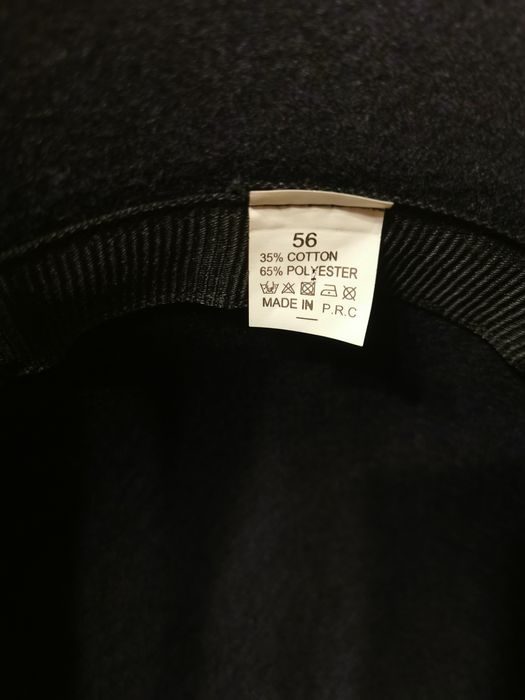 56
35% COTTON
65% POLYESTER
MADE IN P.R.C